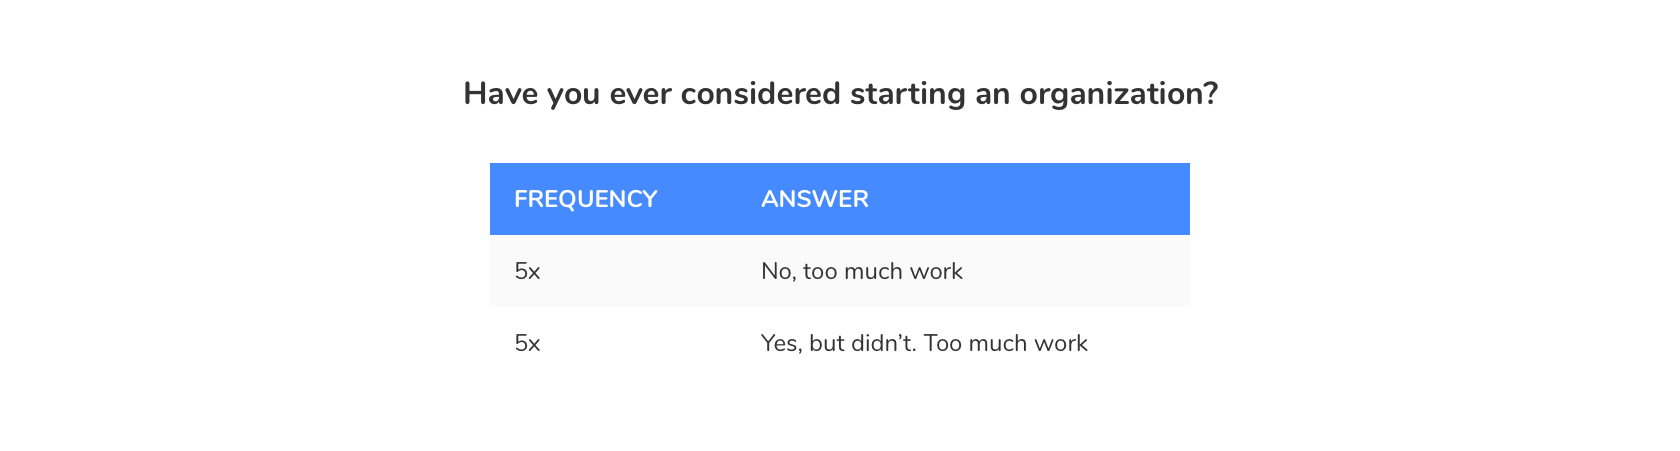 Have you ever considered starting an organization?
FREQUENCY ANSWER
5x No, too much work
5x Yes, but didn’t. Too much work